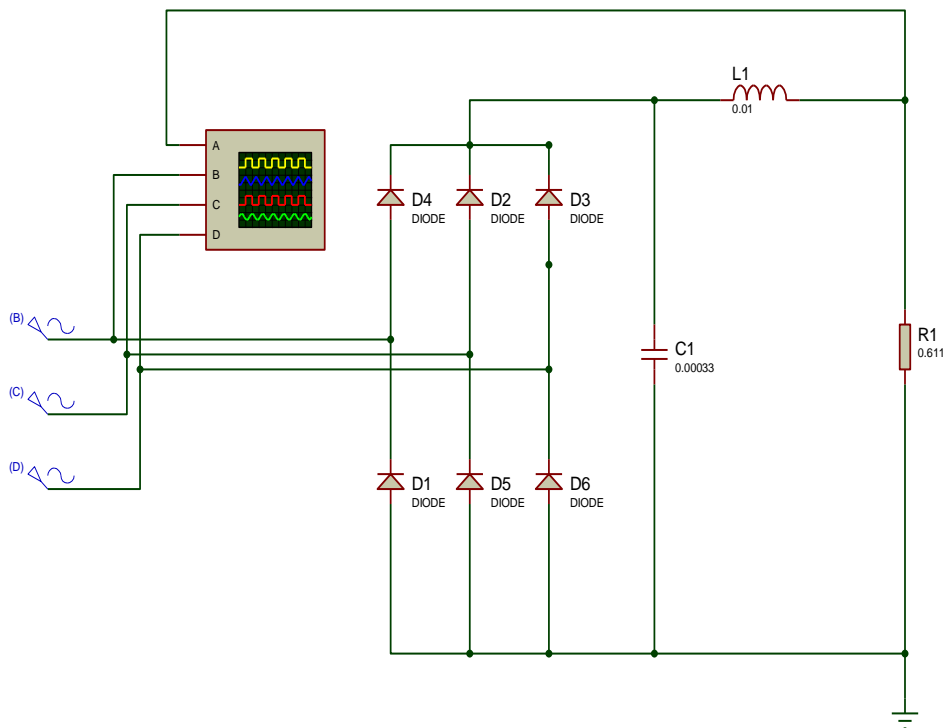 L1
0.01
A
B
C
D
D4
DIODE
D2
DIODE
D3
DIODE
(B)
C1
0.00033
R1
0.611
(C)
(D)
D1
DIODE
D5
DIODE
D6
DIODE